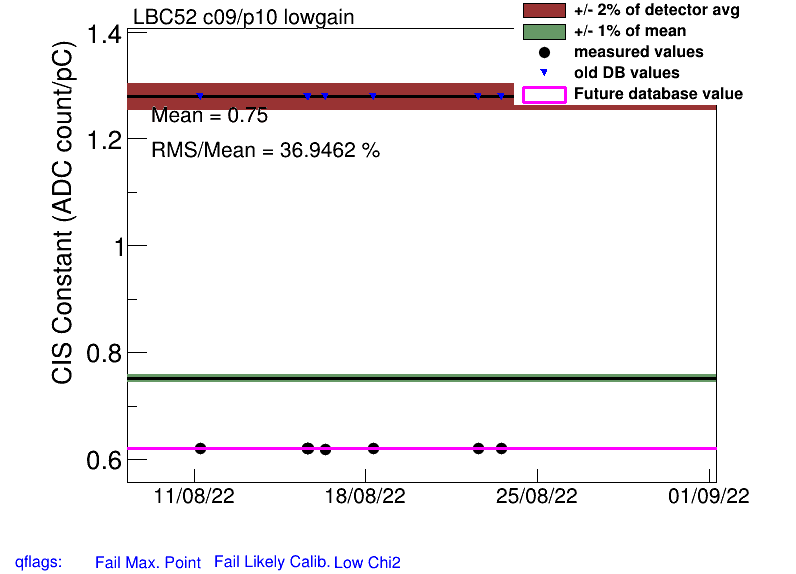 LBC52 c09/p10 lowgain
+/- 2% of detector avg
+/- 1% of mean
measured values
old DB values
Future database value
Mean = 0.75
RMS/Mean = 36.9462 %
CIS Constant (ADC count/pC)
1.4
1.2
1
0.8
0.6
11/08/22 18/08/22 25/08/22 01/09/22
qflags: Fail Max. Point Fail Likely Calib. Low Chi2